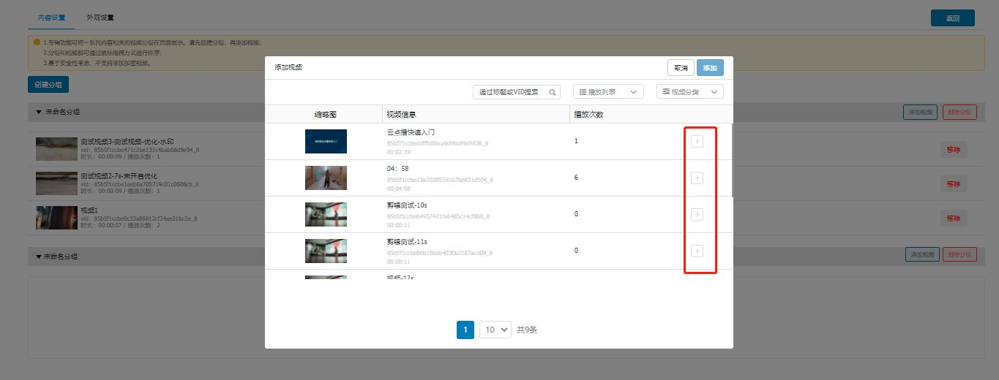 内容设置 外观设置 返回
1.专辑功能可将一系列内容相关的视频分组在页面展示。请先创建分组，再添加视频；
2.分组和视频都可通过鼠标拖拽方式进行排序；
3.基于安全性考虑，不支持添加加密视频。
创建分组
未命名分组 添加视频 删除分组
测试视频3-测试视频-优化-水印
vid：85b5f1ccbe471c2be131c4bab68d9e94_8
时长：00:00:09 / 播放次数：1
移除
测试视频2-7s-未开启优化
vid：85b5f1ccbe1eeb8a705719c01c0606cb_8
时长：00:00:09 / 播放次数：1
移除
视频1
vid：85b5f1ccbe0c33a86812cf34ee21bc3e_8
时长：00:00:07 / 播放次数：2
移除
未命名分组 添加视频 删除分组
添加视频 取消 添加
通过标题或VID搜索 播放列表 视频分类
缩略图 视频信息 播放次数
云点播快速入门
85b5f1ccbeddfffd86ca9d96c89d9838_8
00:02:39
1
04：58
85b5f1ccbe13a20385591b7be831d504_8
00:04:58
6
剪辑测试-10s
85b5f1ccbe64952421fa8485c14cf8b0_8
00:00:11
0
剪辑测试-11s
85b5f1ccbe86b160ab4030b2167ace09_8
00:00:11
0
视频-12s
1 10 共9条